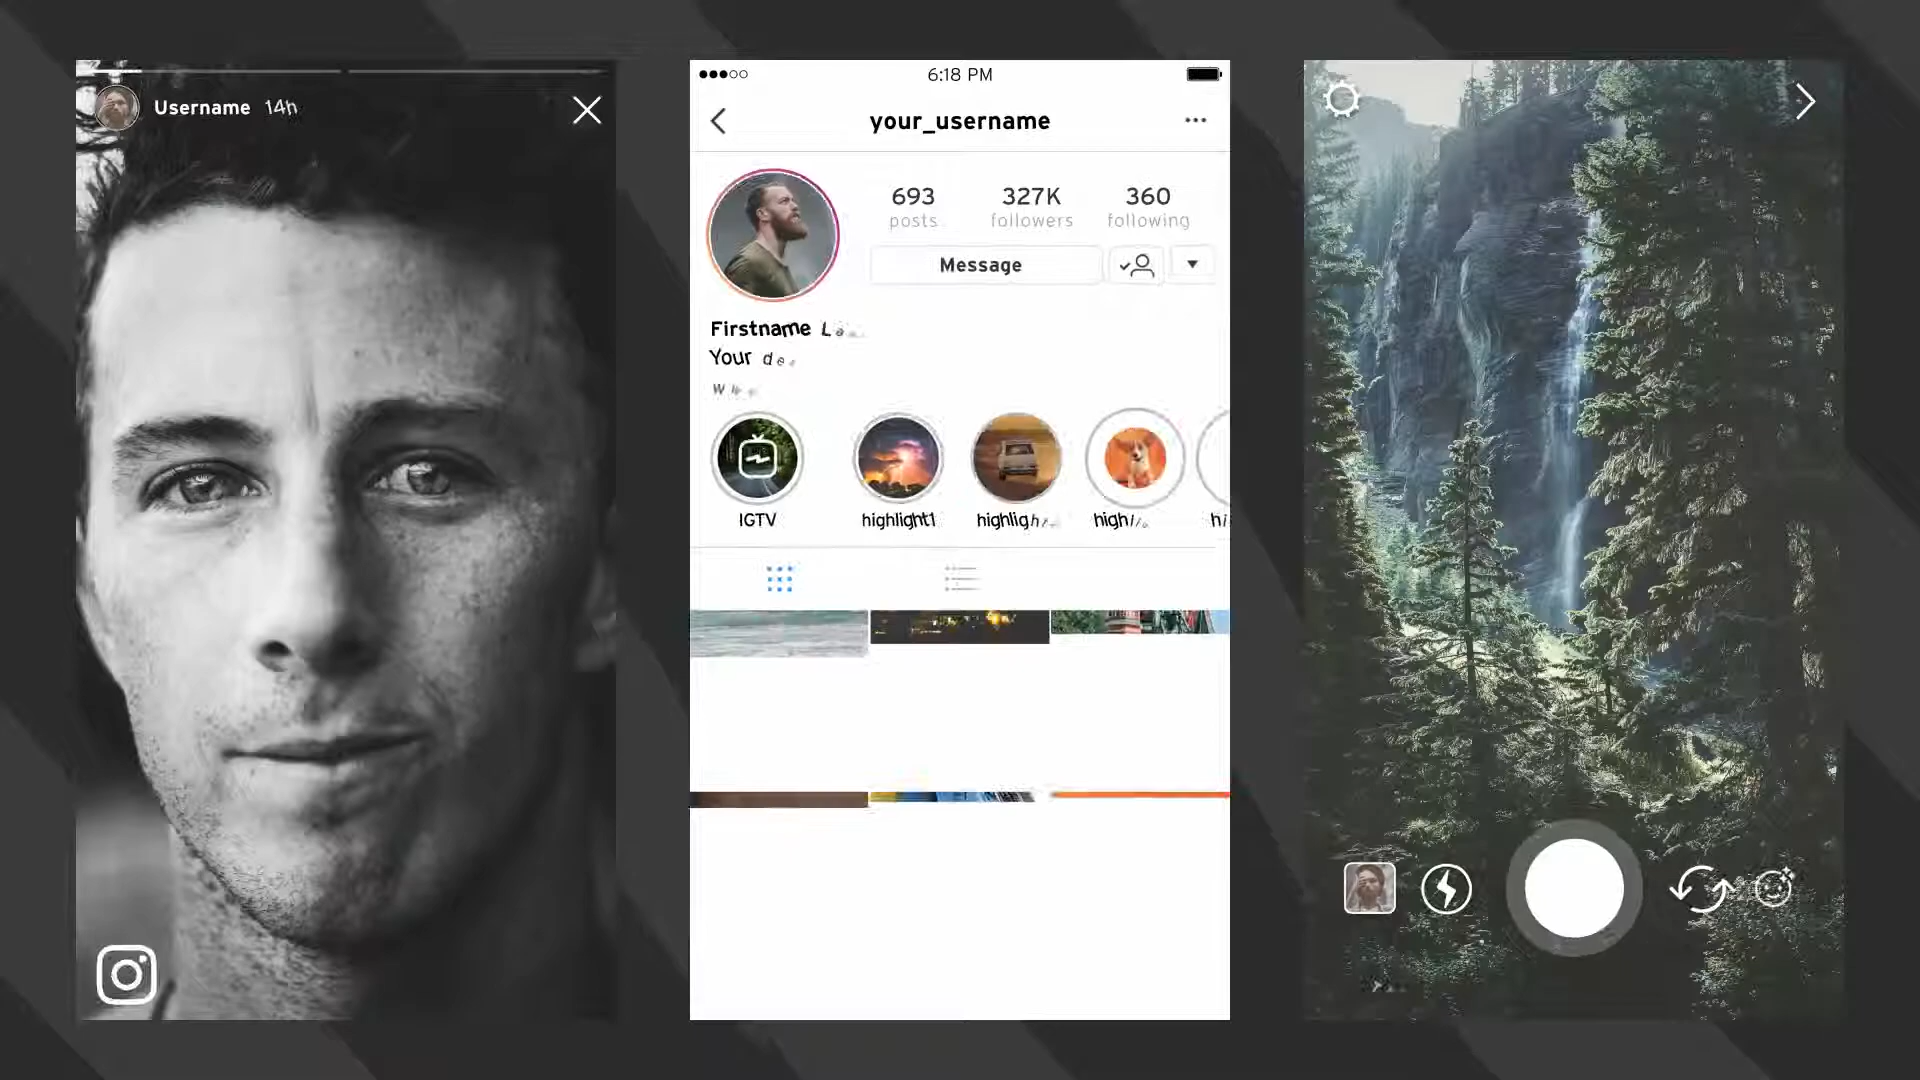 Username 14h
6:18 PM
your_username
693 327K 360
posts followers following
Message
Firstname
Your
IGTV highlight1